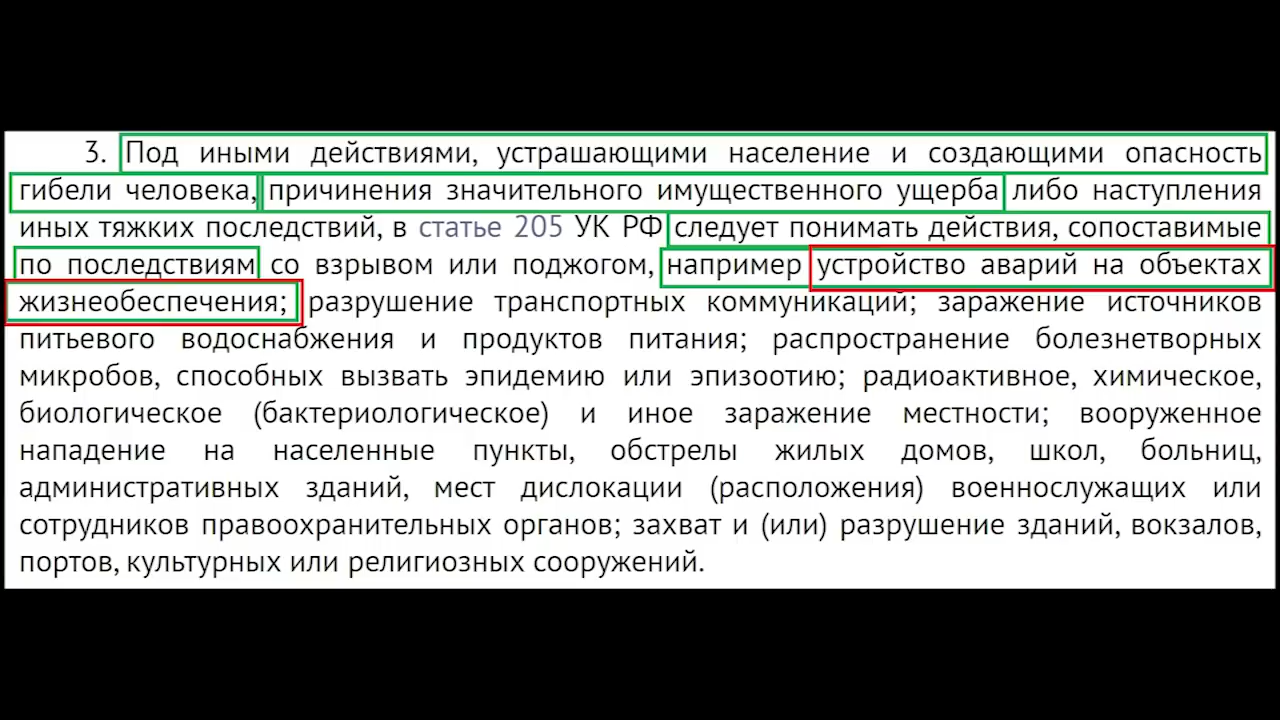 3. Под иными действиями, устрашающими население и создающими опасность
гибели человека, причинения значительного имущественного ущерба либо наступления
иных тяжких последствий, в статье 205 УК РФ следует понимать действия, сопоставимые
по последствиям со взрывом или поджогом, например устройство аварий на объектах
жизнеобеспечения; разрушение транспортных коммуникаций; заражение источников
питьевого водоснабжения и продуктов питания; распространение болезнетворных
микробов, способных вызвать эпидемию или эпизоотию; радиоактивное, химическое,
биологическое (бактериологическое) и иное заражение местности; вооруженное
нападение на населенные пункты, обстрелы жилых домов, школ, больниц,
административных зданий, мест дислокации (расположения) военнослужащих или
сотрудников правоохранительных органов; захват и (или) разрушение зданий, вокзалов,
портов, культурных или религиозных сооружений.